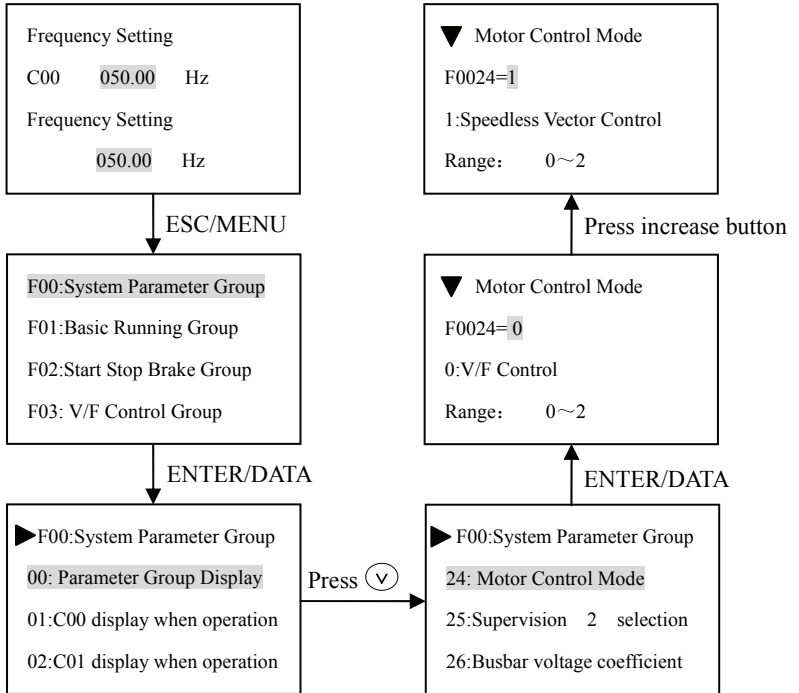 Frequency Setting
C00 050.00 Hz
Frequency Setting
050.00 Hz
ESC/MENU
F00:System Parameter Group
F01:Basic Running Group
F02:Start Stop Brake Group
F03: V/F Control Group
ENTER/DATA
▶F00:System Parameter Group
00: Parameter Group Display
01:C00 display when operation
02:C01 display when operation
Press ∨
▶ F00:System Parameter Group
24: Motor Control Mode
25:Supervision 2 selection
26:Busbar voltage coefficient
ENTER/DATA
▼ Motor Control Mode
F0024= 0
0:V/F Control
Range： 0～2
Press increase button
▼ Motor Control Mode
F0024=1
1:Speedless Vector Control
Range： 0～2